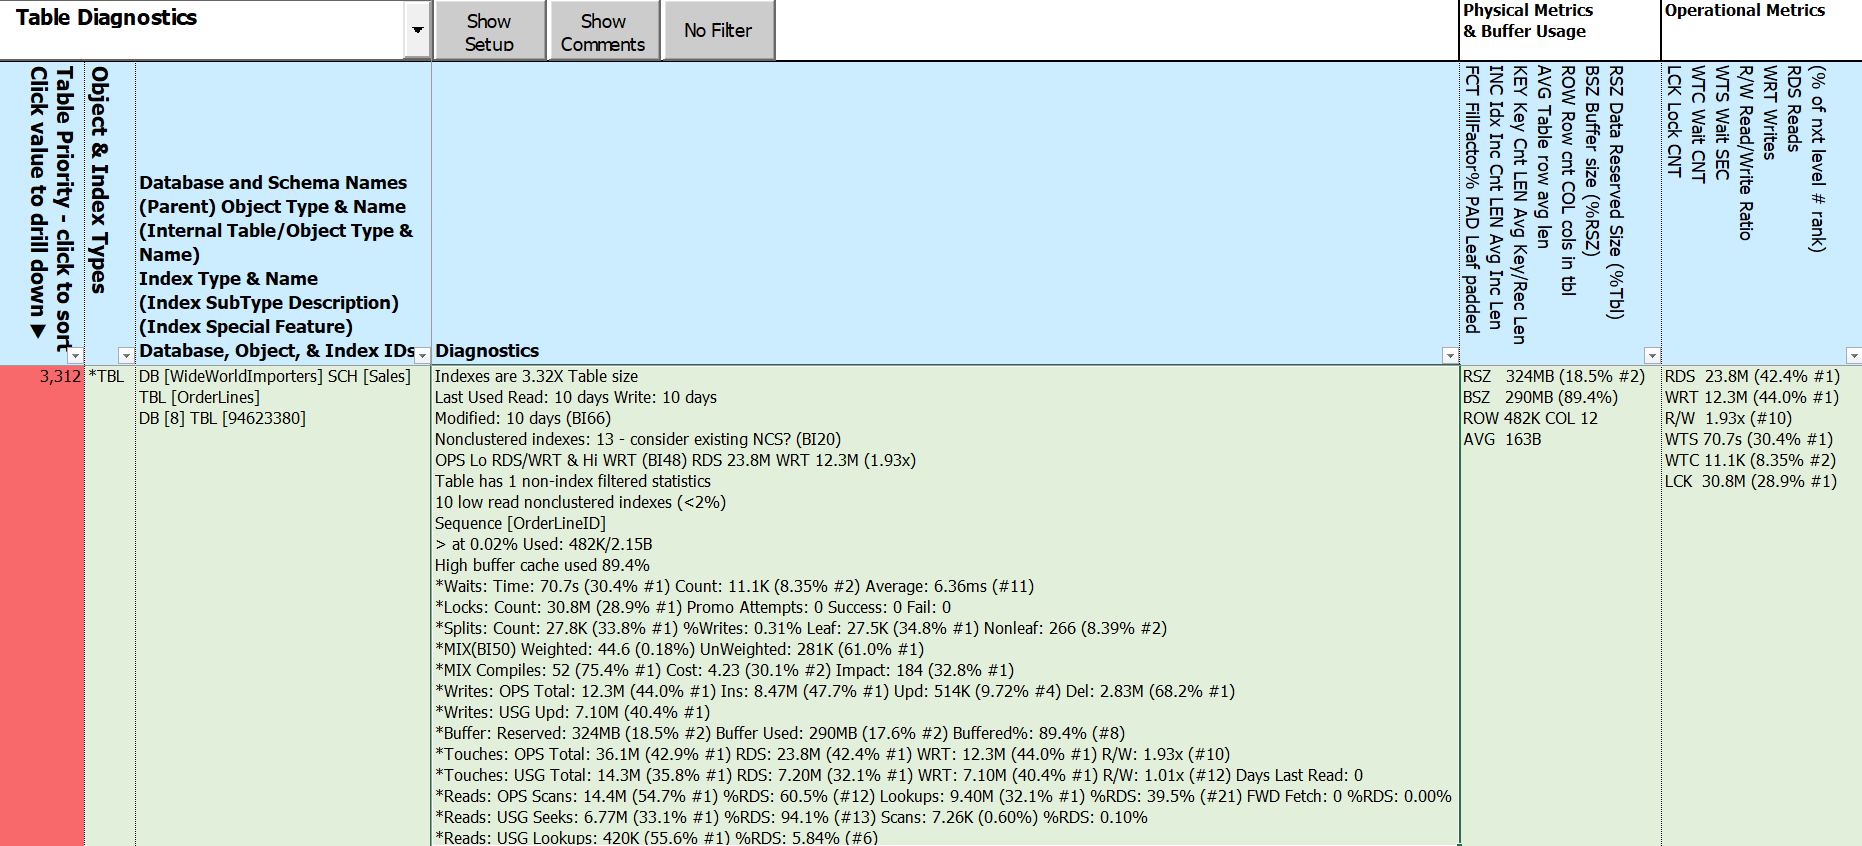 Table Diagnostics
Show
Setup
Show
Comments
No Filter
Physical Metrics
& Buffer Usage
Operational Metrics
Table Priority - click to sort
Click value to drill down ▼
Object & Index Types
Database and Schema Names
(Parent) Object Type & Name
(Internal Table/Object Type &
Name)
Index Type & Name
(Index SubType Description)
(Index Special Feature)
Database, Object, & Index IDs
Diagnostics
RSZ Data Reserved Size (%Tbl)
BSZ Buffer size (%RSZ)
ROW Row cnt COL cols in tbl
AVG Table row avg len
KEY Key Cnt LEN Avg Key/Rec Len
INC Idx Inc Cnt LEN Avg Inc Len
FCT FillFactor% PAD Leaf padded
(% of nxt level # rank)
RDS Reads
WRT Writes
R/W Read/Write Ratio
WTS Wait SEC
WTC Wait CNT
LCK Lock CNT
3,312
*TBL
DB [WideWorldImporters] SCH [Sales]
TBL [OrderLines]
DB [8] TBL [94623380]
Indexes are 3.32X Table size
Last Used Read: 10 days Write: 10 days
Modified: 10 days (BI66)
Nonclustered indexes: 13 - consider existing NCS? (BI20)
OPS Lo RDS/WRT & Hi WRT (BI48) RDS 23.8M WRT 12.3M (1.93x)
Table has 1 non-index filtered statistics
10 low read nonclustered indexes (<2%)
Sequence [OrderLineID]
> at 0.02% Used: 482K/2.15B
High buffer cache used 89.4%
*Waits: Time: 70.7s (30.4% #1) Count: 11.1K (8.35% #2) Average: 6.36ms (#11)
*Locks: Count: 30.8M (28.9% #1) Promo Attempts: 0 Success: 0 Fail: 0
*Splits: Count: 27.8K (33.8% #1) %Writes: 0.31% Leaf: 27.5K (34.8% #1) Nonleaf: 266 (8.39% #2)
*MIX(BI50) Weighted: 44.6 (0.18%) UnWeighted: 281K (61.0% #1)
*MIX Compiles: 52 (75.4% #1) Cost: 4.23 (30.1% #2) Impact: 184 (32.8% #1)
*Writes: OPS Total: 12.3M (44.0% #1) Ins: 8.47M (47.7% #1) Upd: 514K (9.72% #4) Del: 2.83M (68.2% #1)
*Writes: USG Upd: 7.10M (40.4% #1)
*Buffer: Reserved: 324MB (18.5% #2) Buffer Used: 290MB (17.6% #2) Buffered%: 89.4% (#8)
*Touches: OPS Total: 36.1M (42.9% #1) RDS: 23.8M (42.4% #1) WRT: 12.3M (44.0% #1) R/W: 1.93x (#10)
*Touches: USG Total: 14.3M (35.8% #1) RDS: 7.20M (32.1% #1) WRT: 7.10M (40.4% #1) R/W: 1.01x (#12) Days Last Read: 0
*Reads: OPS Scans: 14.4M (54.7% #1) %RDS: 60.5% (#12) Lookups: 9.40M (32.1% #1) %RDS: 39.5% (#21) FWD Fetch: 0 %RDS: 0.00%
*Reads: USG Seeks: 6.77M (33.1% #1) %RDS: 94.1% (#13) Scans: 7.26K (0.60%) %RDS: 0.10%
*Reads: USG Lookups: 420K (55.6% #1) %RDS: 5.84% (#6)
RSZ 324MB (18.5% #2)
BSZ 290MB (89.4%)
ROW 482K COL 12
AVG 163B
RDS 23.8M (42.4% #1)
WRT 12.3M (44.0% #1)
R/W 1.93x (#10)
WTS 70.7s (30.4% #1)
WTC 11.1K (8.35% #2)
LCK 30.8M (28.9% #1)